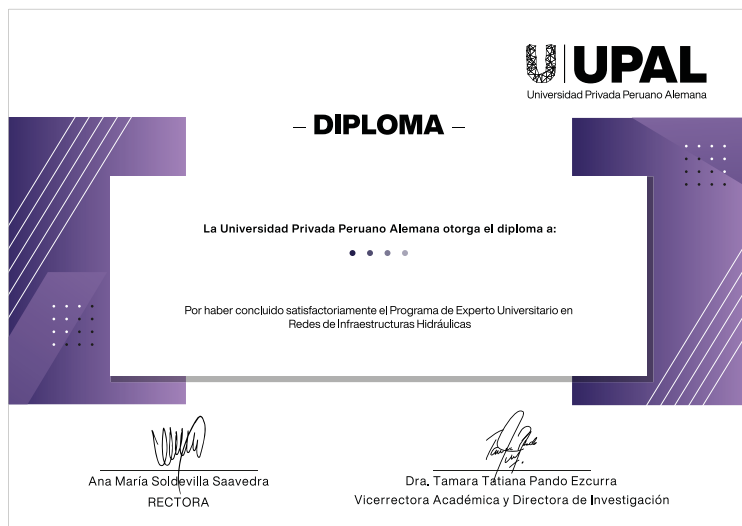 UPAL
Universidad Privada Peruano Alemana
– DIPLOMA –
La Universidad Privada Peruano Alemana otorga el diploma a:
Por haber concluido satisfactoriamente el Programa de Experto Universitario en
Redes de Infraestructuras Hidráulicas
Ana María Soldevilla Saavedra
RECTORA
Dra. Tamara Tatiana Pando Ezcurra
Vicerrectora Académica y Directora de Investigación